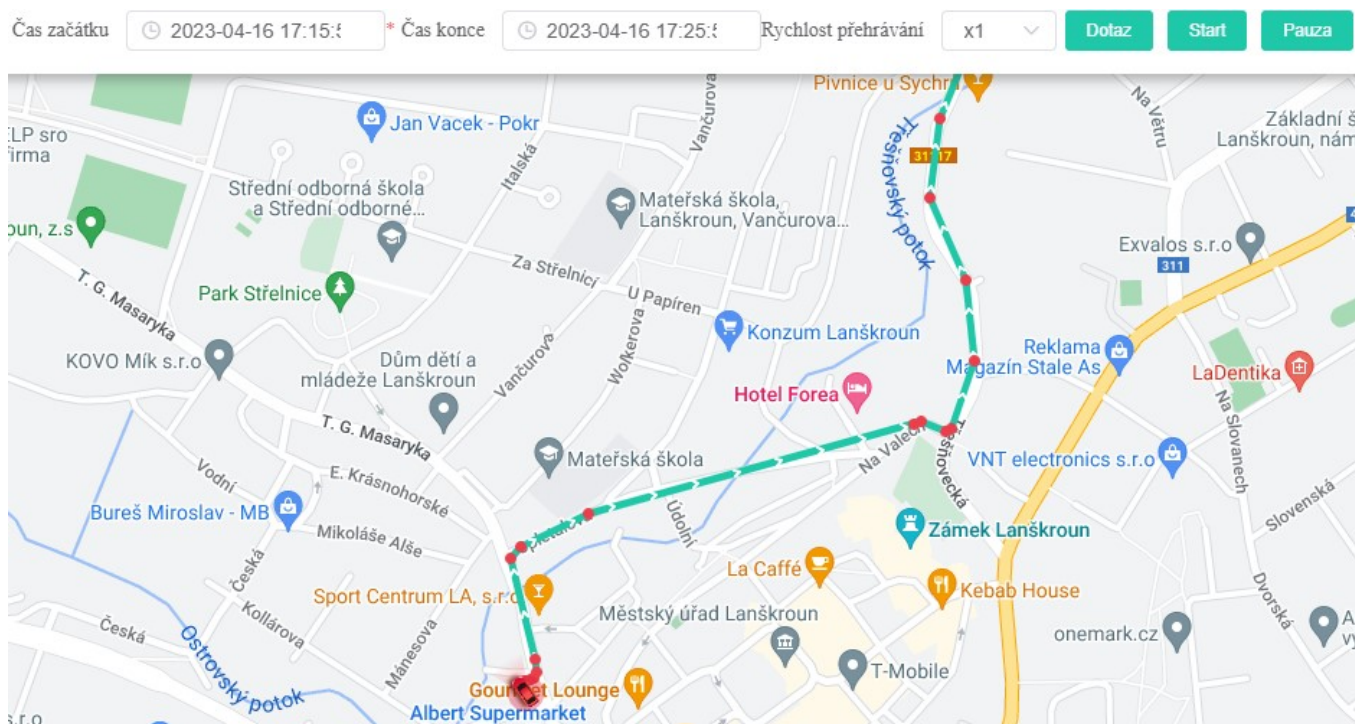 Čas začátku 2023-04-16 17:15:5 * Čas konce 2023-04-16 17:25:5 Rychlost přehrávání x1 Dotaz Start Pauza
Pivnice u Sychrů
Na Větru
Základní š
Lanškroun, nám
ELP sro
firma
Jan Vacek - Pokr
Vančurova
Italská
Třešňovský potok
Střední odborná škola
a Střední odborné...
Mateřská škola,
Lanškroun, Vančurova...
oun, z.s
Exvalos s.r.o
311
Za Střelnicí
U Papíren
Park Střelnice
T. G. Masaryka
Wolkerova
Konzum Lanškroun
KOVO Mík s.r.o
Dům dětí a
mládeže Lanškroun
Vančurova
Reklama
Magazín Stale As
LaDentika
Hotel Forea
Na Slovanech
T. G. Masaryka
Na Valech
Třešňovecká
VNT electronics s.r.o
Mateřská škola
Vodní
E. Krásnohorské
Bureš Miroslav - MB
Mikoláše Alše
Údolní
Slovenská
Zámek Lanškroun
Česká
La Caffé
Kebab House
Sport Centrum LA, s.r.o
Městský úřad Lanškroun
Dvorská
onemark.cz
Kollárova
Česká
Mánesova
Ostrovský potok
T-Mobile
Gourmet Lounge
Albert Supermarket
s.r.o